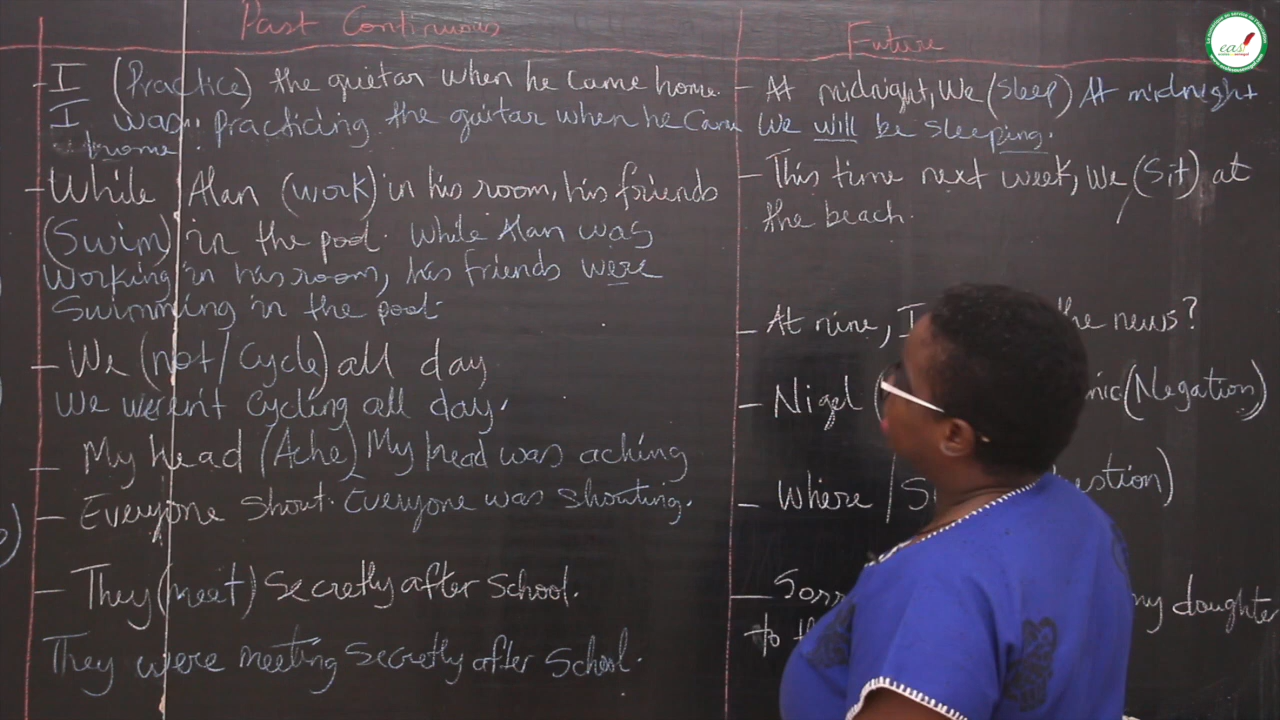 Past Continuous
- I (Practice) the guitar when he came home.
I was practicing the guitar when he came
home.
- While Alan (work) in his room, his friends
(Swim) in the pool. While Alan was
working in his room, his friends were
swimming in the pool.
- We (not/Cycle) all day
We weren't cycling all day.
- My head (Ache) My head was aching
- Everyone shout. Everyone was shouting.
- They (meet) secretly after school.
They were meeting secretly after school.
Future
- At midnight, we (sleep) At midnight
we will be sleeping.
- This time next week, we (sit) at
the beach.
- At nine, I the news?
- Nigel ( (Negation)
- Where /
- my daughter
to
eas